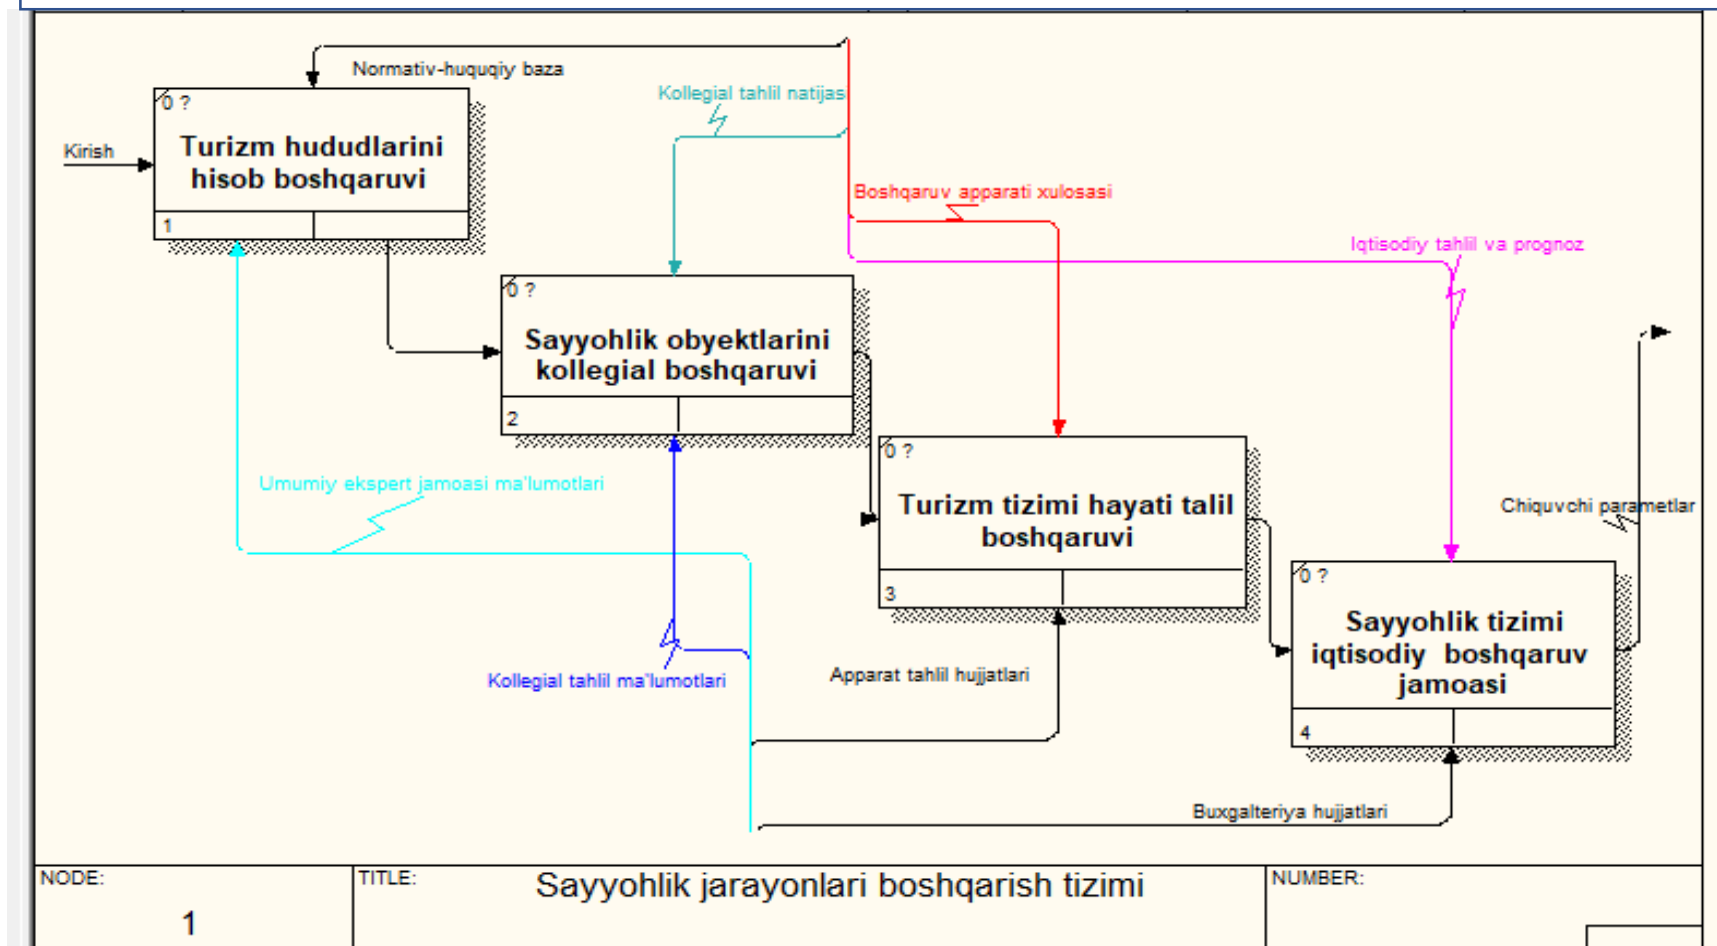 Normativ-huquqiy baza
Kollegial tahlil natijas
0 ?
Turizm hududlarini
hisob boshqaruvi
1
Kirish
Boshqaruv apparati xulosasi
Iqtisodiy tahlil va prognoz
0 ?
Sayyohlik obyektlarini
kollegial boshqaruvi
2
Umumiy ekspert jamoasi ma'lumotlari
0 ?
Turizm tizimi hayati talil
boshqaruvi
3
Chiquvchi parametlar
0 ?
Sayyohlik tizimi
iqtisodiy boshqaruv
jamoasi
4
Kollegial tahlil ma'lumotlari
Apparat tahlil hujjatlari
Buxgalteriya hujjatlari
NODE:
1
TITLE:
Sayyohlik jarayonlari boshqarish tizimi
NUMBER: